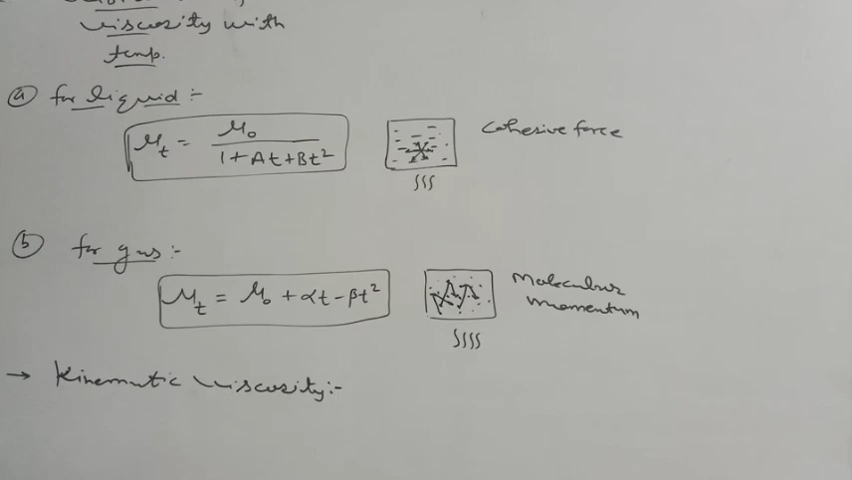 viscosity with
temp.
ⓐ for liquid :-
μt = μ₀ / (1 + At + Bt²)
Cohesive force
ⓑ for gas :-
μt = μ₀ + αt - βt²
Molecular
momentum
→ Kinematic viscosity :-